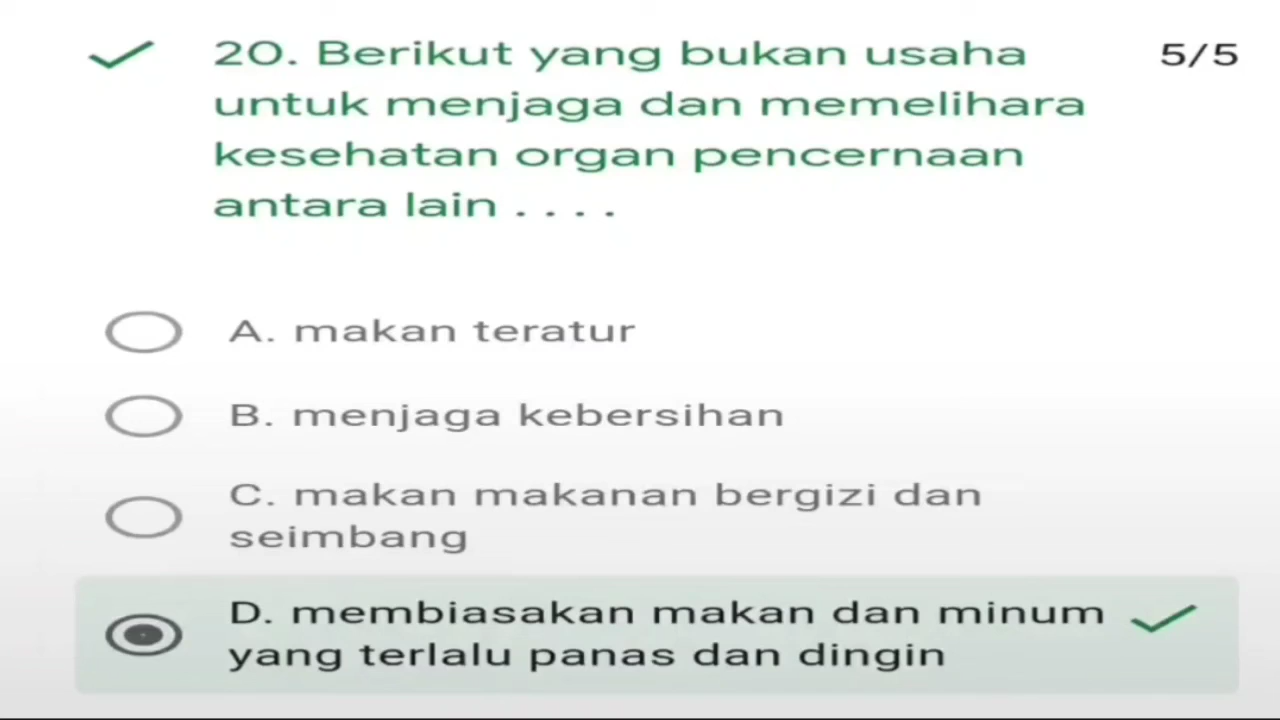 20. Berikut yang bukan usaha 5/5
untuk menjaga dan memelihara
kesehatan organ pencernaan
antara lain . . . .
A. makan teratur
B. menjaga kebersihan
C. makan makanan bergizi dan
seimbang
D. membiasakan makan dan minum
yang terlalu panas dan dingin